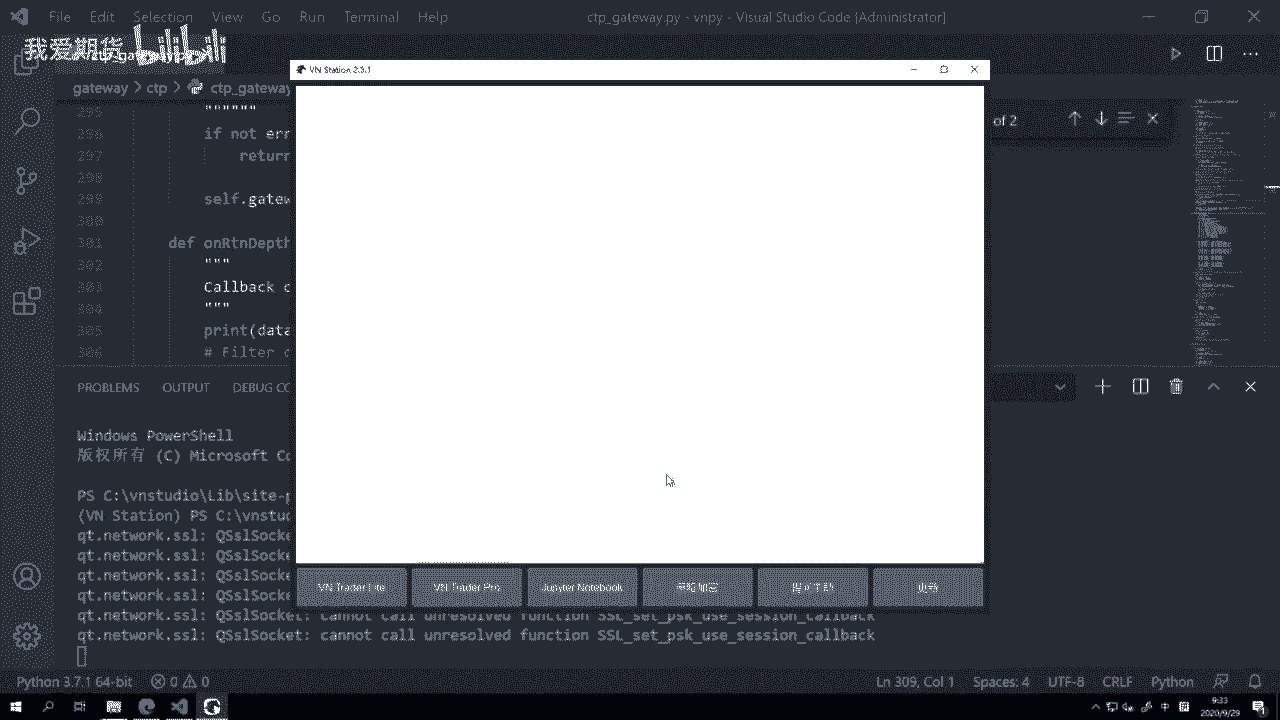 File Edit Selection View Go Run Terminal Help
ctp_gateway.py - vnpy - Visual Studio Code [Administrator]
我爱期货 bilibili
VN Station 2.3.1
gateway > ctp > ctp_gateway
of 2
295 """
296 if not err
297 return
298
299 self.gatew
300
301 def onRtnDepth
302 """
303 Callback o
304 """
305 print(data
306 # Filter
PROBLEMS OUTPUT DEBUG CO
Windows PowerShell
版权所有 (C) Microsoft Co
PS C:\vnstudio\Lib\site-p
(VN Station) PS C:\vnstud
qt.network.ssl: QSslSocke
qt.network.ssl: QSslSocke
qt.network.ssl: QSslSocke
qt.network.ssl: QSslSocke
VN Trader Lite VN Trader Pro Jupyter Notebook
qt.network.ssl: QSslSocket: cannot call unresolved function SSL_set_psk_use_session_callback
qt.network.ssl: QSslSocket: cannot call unresolved function SSL_set_psk_use_session_callback
Python 3.7.1 64-bit 0 0
Ln 309, Col 1 Spaces: 4 UTF-8 CRLF Python
中
9:33
2020/9/29